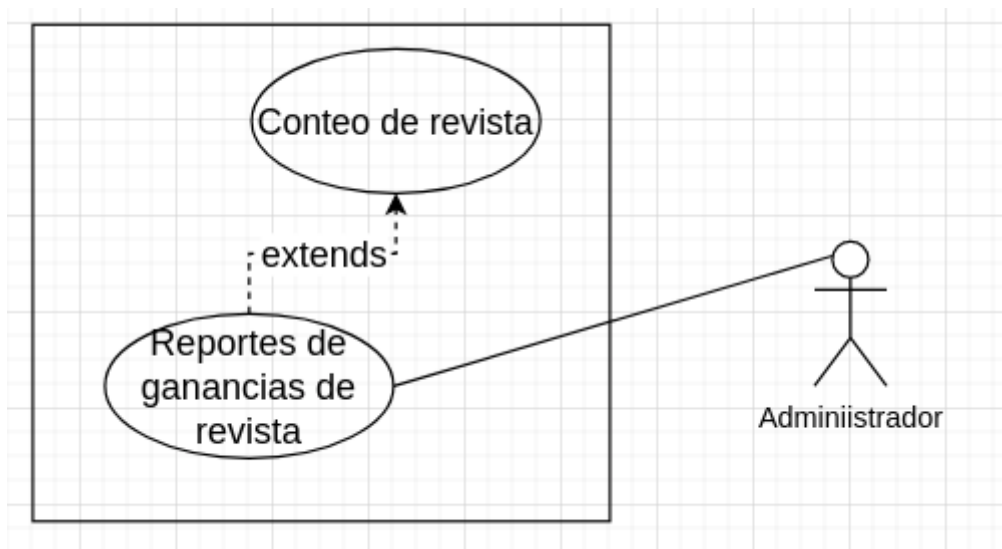 Conteo de revista
extends
Reportes de
ganancias de
revista
Adminiistrador